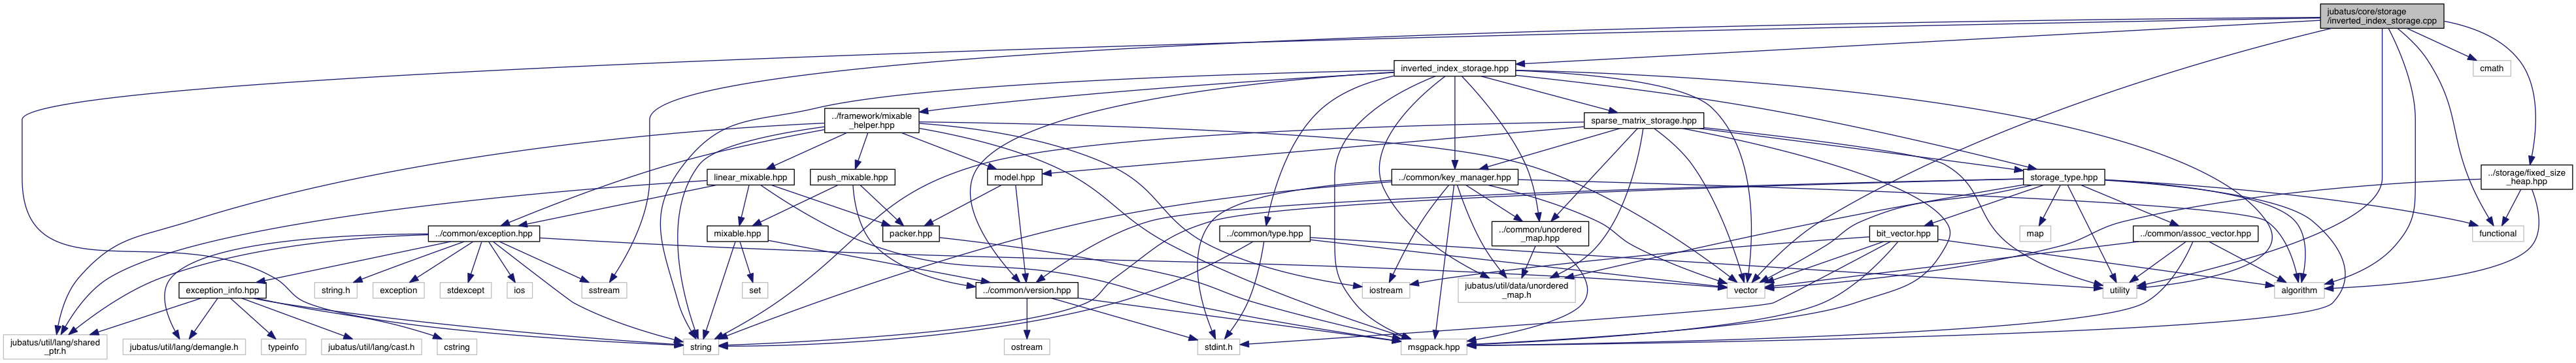 jubatus/core/storage
/inverted_index_storage.cpp
inverted_index_storage.hpp
cmath
../framework/mixable
_helper.hpp
sparse_matrix_storage.hpp
linear_mixable.hpp
push_mixable.hpp
model.hpp
../common/key_manager.hpp
storage_type.hpp
../storage/fixed_size
_heap.hpp
../common/exception.hpp
mixable.hpp
packer.hpp
../common/type.hpp
../common/unordered
_map.hpp
bit_vector.hpp
map
../common/assoc_vector.hpp
functional
exception_info.hpp
string.h
exception
stdexcept
ios
sstream
set
../common/version.hpp
iostream
jubatus/util/data/unordered
_map.h
vector
utility
algorithm
jubatus/util/lang/shared
_ptr.h
jubatus/util/lang/demangle.h
typeinfo
jubatus/util/lang/cast.h
cstring
string
ostream
stdint.h
msgpack.hpp